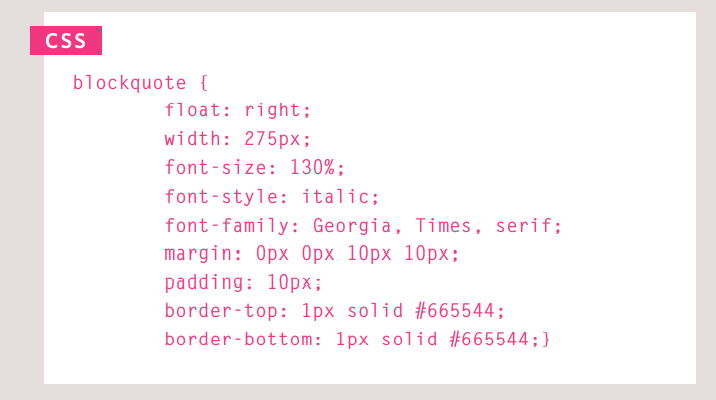 CSS
blockquote {
float: right;
width: 275px;
font-size: 130%;
font-style: italic;
font-family: Georgia, Times, serif;
margin: 0px 0px 10px 10px;
padding: 10px;
border-top: 1px solid #665544;
border-bottom: 1px solid #665544;}